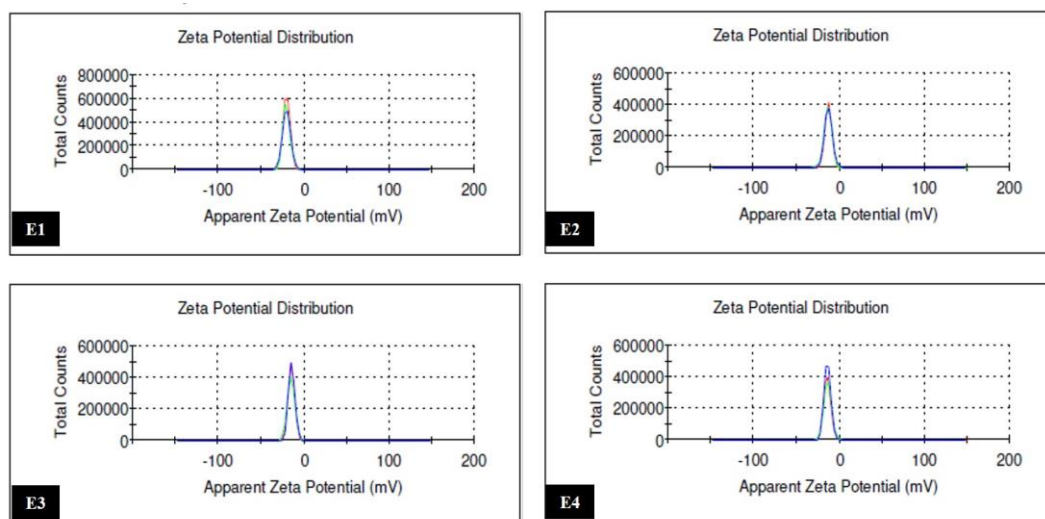 Zeta Potential Distribution
800000
600000
400000
200000
0
Total Counts
-100 0 100 200
Apparent Zeta Potential (mV)
E1
Zeta Potential Distribution
600000
400000
200000
0
Total Counts
-100 0 100 200
Apparent Zeta Potential (mV)
E2
Zeta Potential Distribution
600000
400000
200000
0
Total Counts
-100 0 100 200
Apparent Zeta Potential (mV)
E3
Zeta Potential Distribution
600000
400000
200000
0
Total Counts
-100 0 100 200
Apparent Zeta Potential (mV)
E4